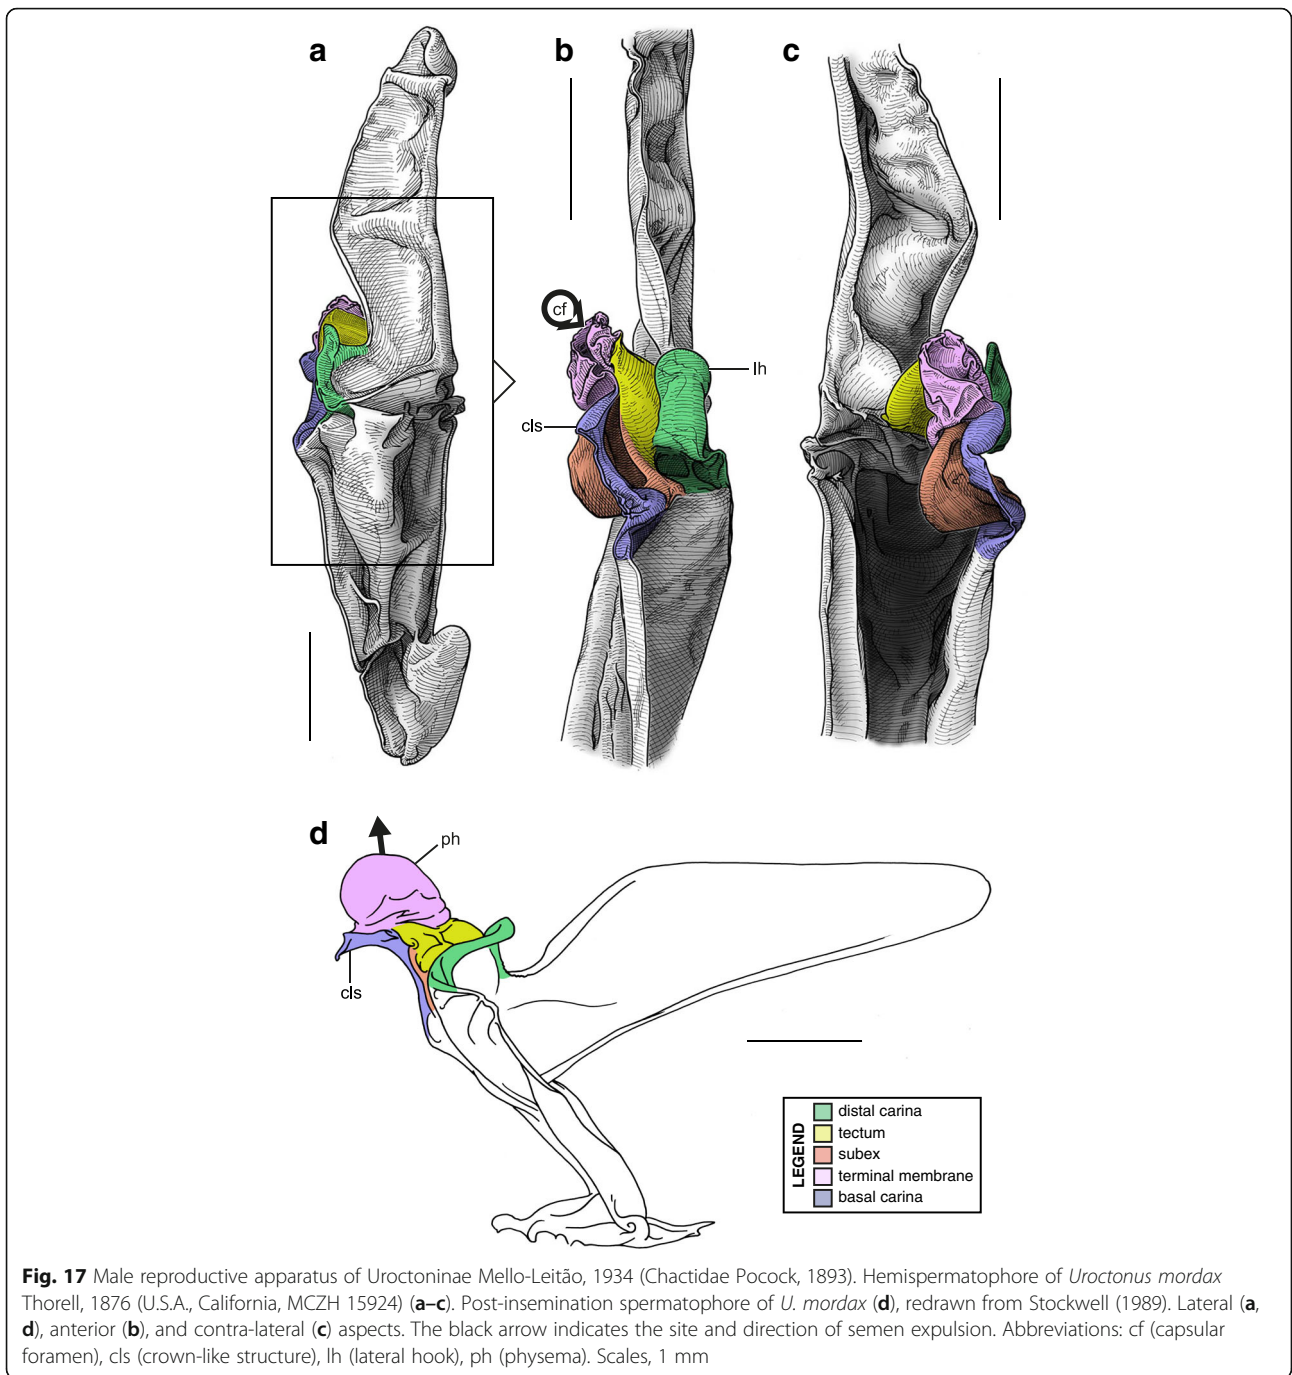 a
b
c
cf
lh
cls
d
ph
cls
LEGEND
distal carina
tectum
subex
terminal membrane
basal carina
Fig. 17 Male reproductive apparatus of Uroctoninae Mello-Leitão, 1934 (Chactidae Pocock, 1893). Hemispermatophore of Uroctonus mordax
Thorell, 1876 (U.S.A., California, MCZH 15924) (a–c). Post-insemination spermatophore of U. mordax (d), redrawn from Stockwell (1989). Lateral (a,
d), anterior (b), and contra-lateral (c) aspects. The black arrow indicates the site and direction of semen expulsion. Abbreviations: cf (capsular
foramen), cls (crown-like structure), lh (lateral hook), ph (physema). Scales, 1 mm